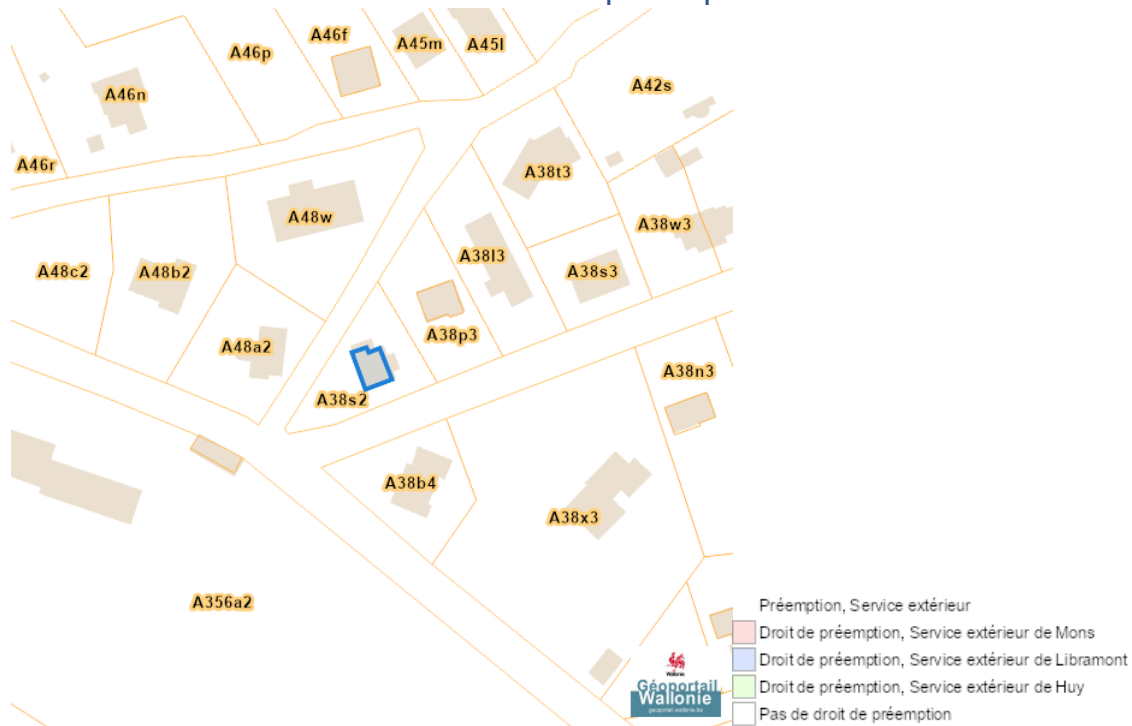 A46f
A45m
A45l
A46p
A42s
A46n
A46r
A38t3
A48w
A38w3
A38l3
A48c2
A48b2
A38s3
A38p3
A48a2
A38n3
A38s2
A38b4
A38x3
A356a2
Préemption, Service extérieur
Droit de préemption, Service extérieur de Mons
Droit de préemption, Service extérieur de Libramont
Droit de préemption, Service extérieur de Huy
Pas de droit de préemption
Wallonie
Géoportail
Wallonie
geoportail.wallonie.be